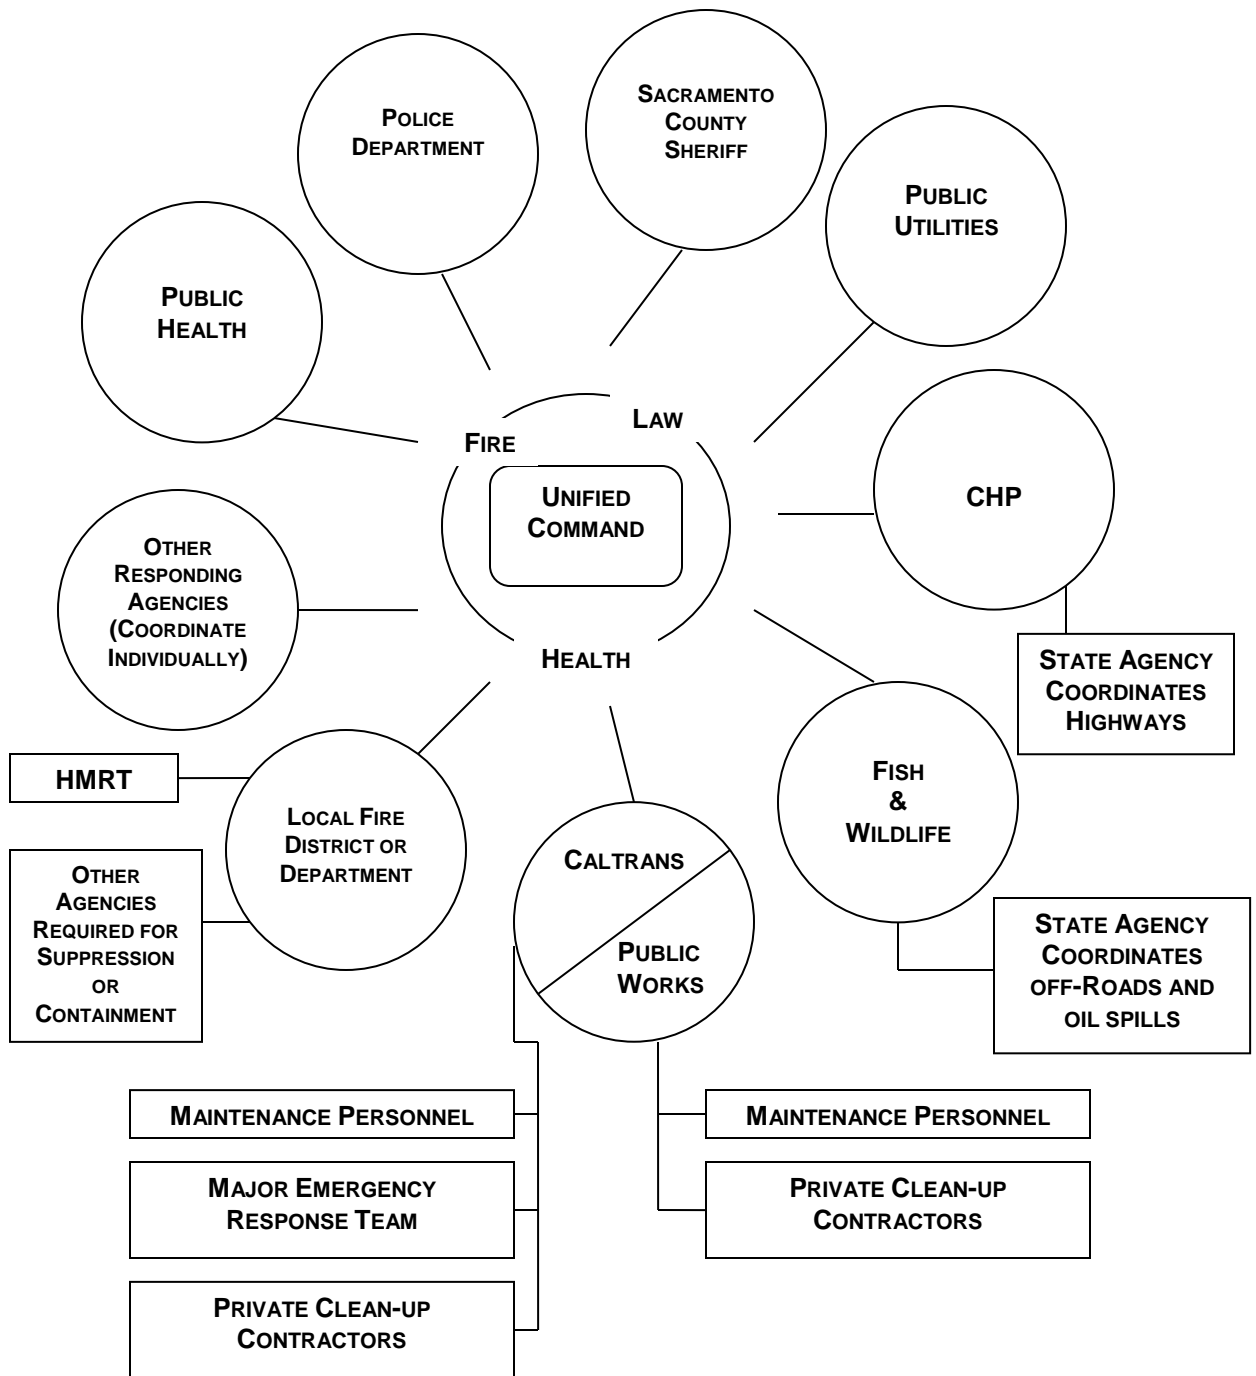 SACRAMENTO
COUNTY
SHERIFF
POLICE
DEPARTMENT
PUBLIC
UTILITIES
PUBLIC
HEALTH
LAW
FIRE
UNIFIED
COMMAND
CHP
OTHER
RESPONDING
AGENCIES
(COORDINATE
INDIVIDUALLY)
HEALTH
STATE AGENCY
COORDINATES
HIGHWAYS
HMRT
FISH
&
WILDLIFE
LOCAL FIRE
DISTRICT OR
DEPARTMENT
CALTRANS
OTHER
AGENCIES
REQUIRED FOR
SUPPRESSION
OR
CONTAINMENT
PUBLIC
WORKS
STATE AGENCY
COORDINATES
OFF-ROADS AND
OIL SPILLS
MAINTENANCE PERSONNEL
MAJOR EMERGENCY
RESPONSE TEAM
PRIVATE CLEAN-UP
CONTRACTORS
MAINTENANCE PERSONNEL
PRIVATE CLEAN-UP
CONTRACTORS